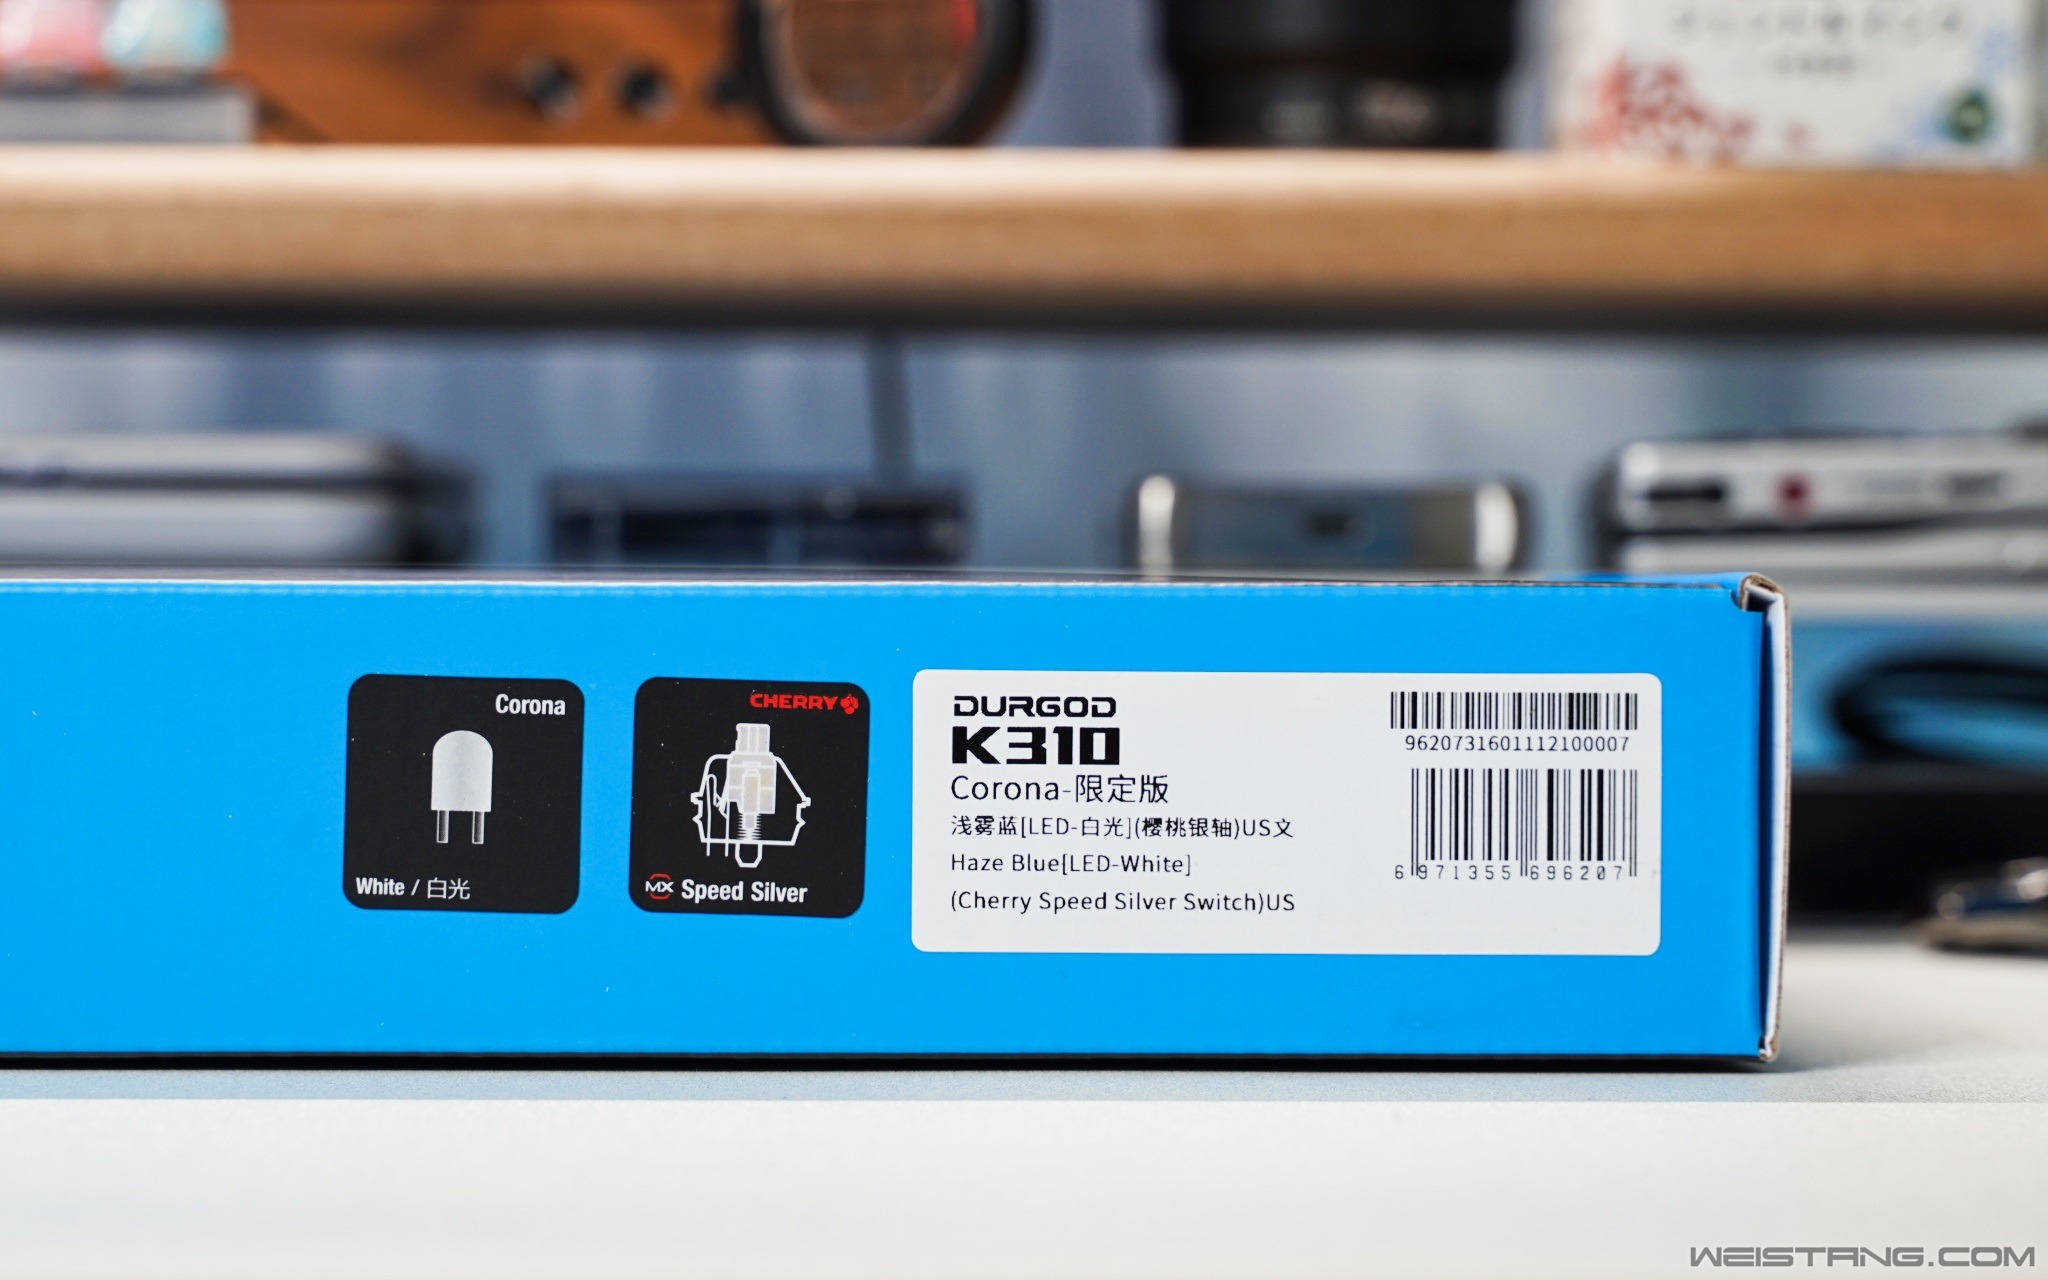 Corona
White / 白光
CHERRY
MX Speed Silver
DURGOD
K310
Corona-限定版
浅雾蓝[LED-白光](樱桃银轴)US文
Haze Blue[LED-White]
(Cherry Speed Silver Switch)US
9620731601112100007
6 971355 696207
WEISTANG.COM